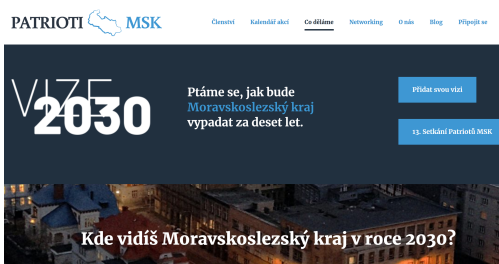 PATRIOTI MSK
Členství
Kalendář akcí
Co děláme
Networking
O nás
Blog
Připojit se
VIZE
2030
Ptáme se, jak bude
Moravskoslezský kraj
vypadat za deset let.
Přidat svou vizi
13. Setkání Patriotů MSK
Kde vidíš Moravskoslezský kraj v roce 2030?